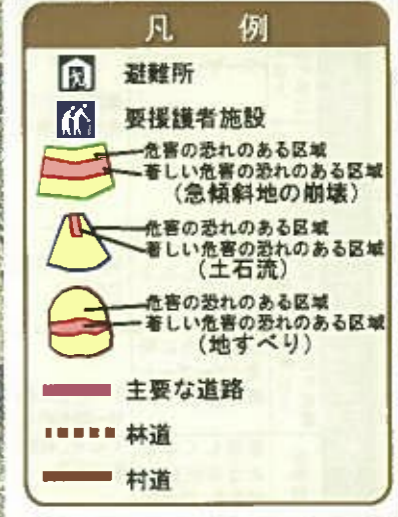 凡 例
避難所
要援護者施設
危害の恐れのある区域
著しい危害の恐れのある区域
(急傾斜地の崩壊)
危害の恐れのある区域
著しい危害の恐れのある区域
(土石流)
危害の恐れのある区域
著しい危害の恐れのある区域
(地すべり)
主要な道路
林道
村道